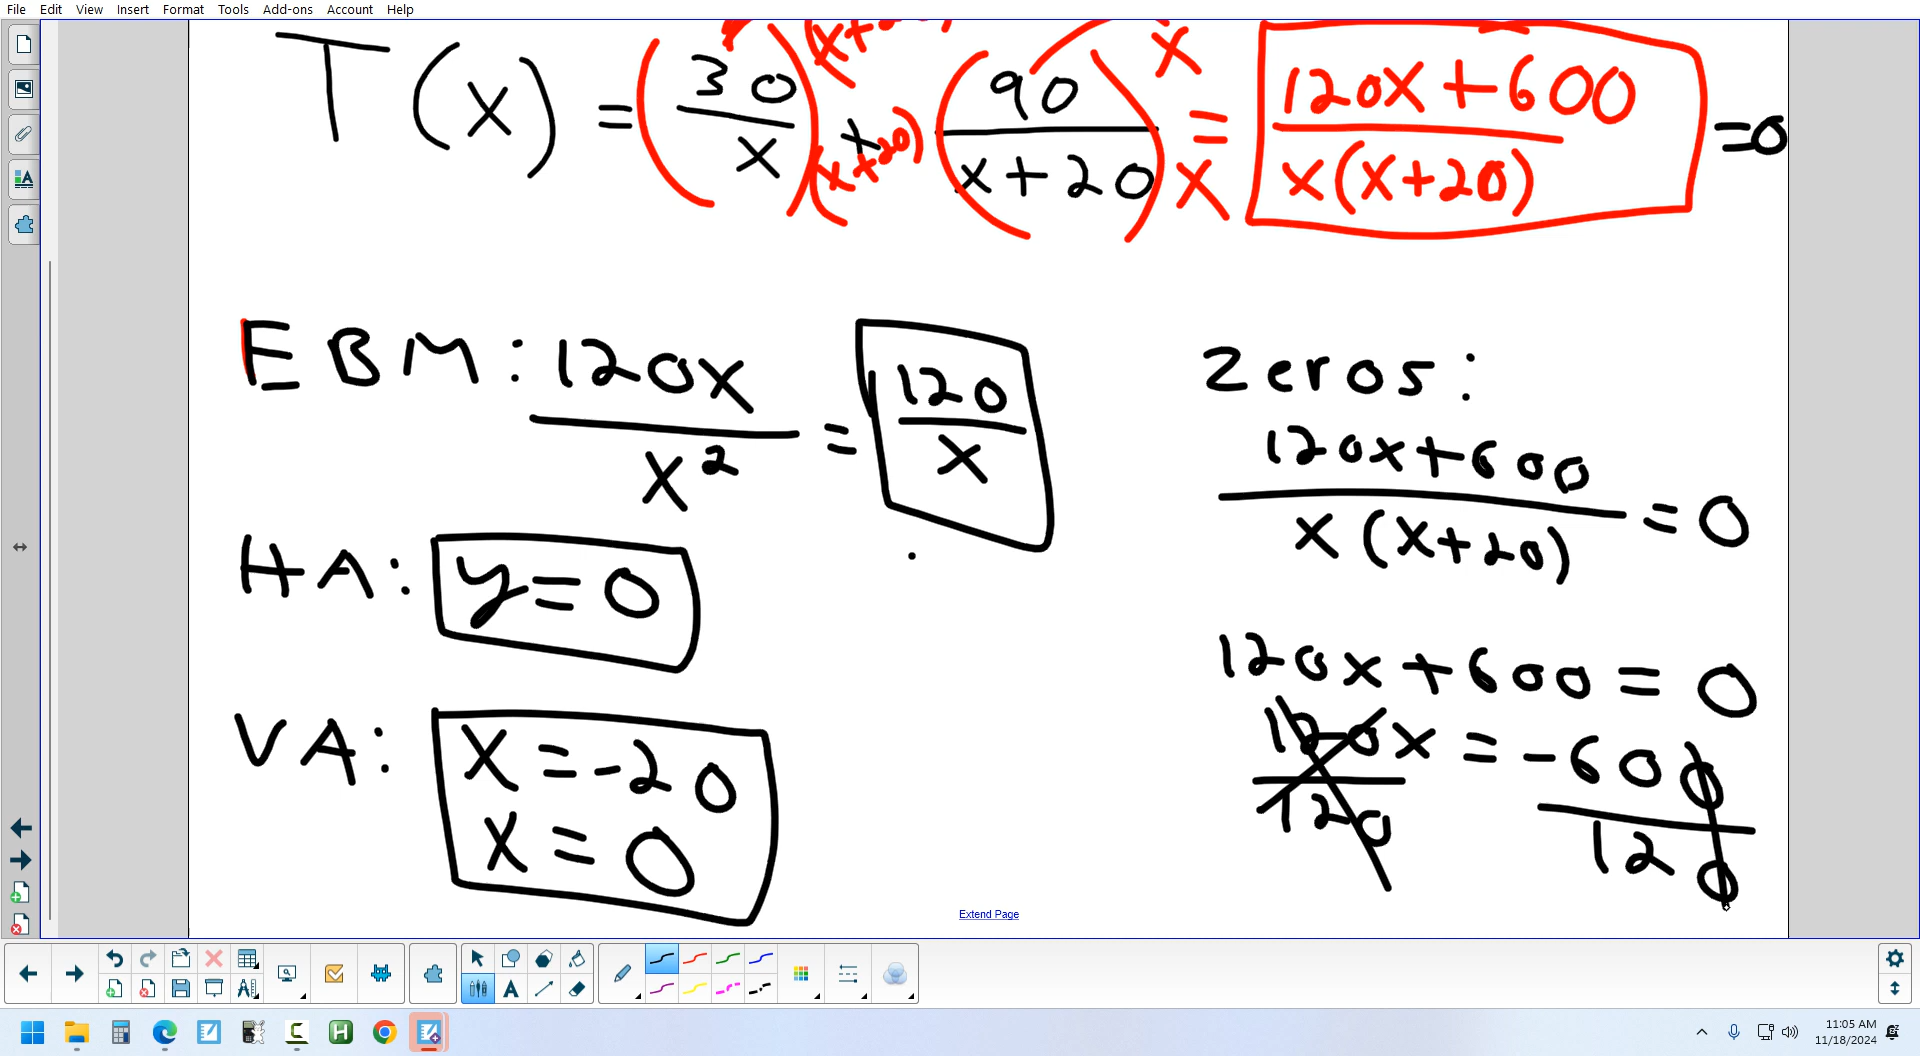 File Edit View Insert Format Tools Add-ons Account Help
T(x) = (30/x) (x+20) + (90/x+20) x/x = 120x+600/x(x+20) =0
EBM: 120x/x² = 120/x
HA: y=0
VA: x=-20
x=0
Zeros:
120x+600/x(x+20) = 0
120x+600=0
120x/120 = -600/120
Extend Page
11:05 AM
11/18/2024